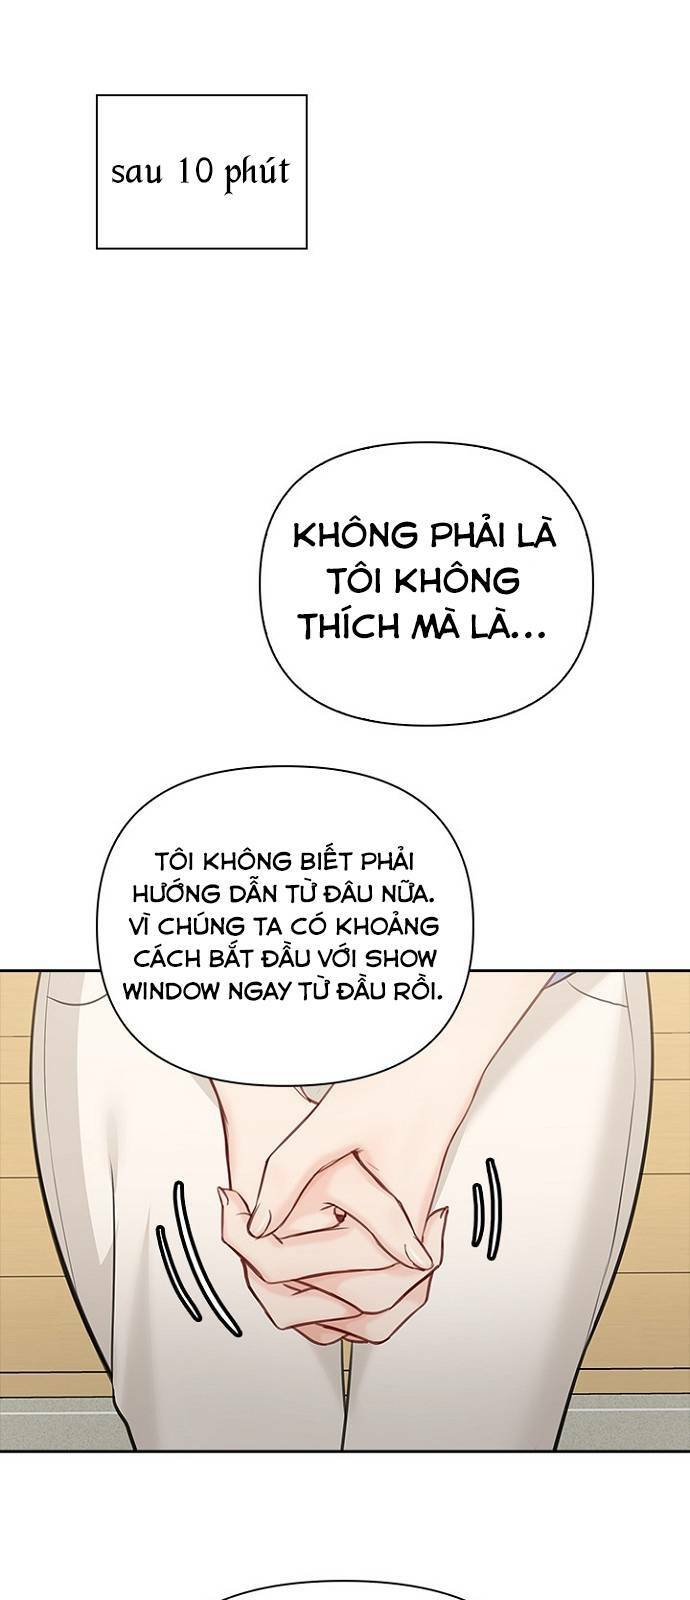 sau 10 phút
KHÔNG PHẢI LÀ
TÔI KHÔNG
THÍCH MÀ LÀ...
TÔI KHÔNG BIẾT PHẢI
HƯỚNG DẪN TỪ ĐÂU NỮA.
VÌ CHÚNG TA CÓ KHOẢNG
CÁCH BẮT ĐẦU VỚI SHOW
WINDOW NGAY TỪ ĐẦU RỒI.